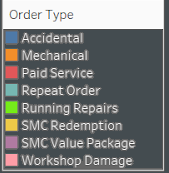 Order Type
Accidental
Mechanical
Paid Service
Repeat Order
Running Repairs
SMC Redemption
SMC Value Package
Workshop Damage